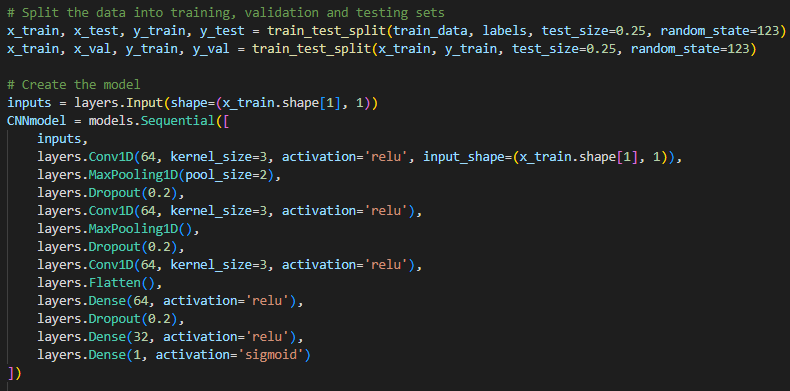 # Split the data into training, validation and testing sets
x_train, x_test, y_train, y_test = train_test_split(train_data, labels, test_size=0.25, random_state=123)
x_train, x_val, y_train, y_val = train_test_split(x_train, y_train, test_size=0.25, random_state=123)

# Create the model
inputs = layers.Input(shape=(x_train.shape[1], 1))
CNNmodel = models.Sequential([
    inputs,
    layers.Conv1D(64, kernel_size=3, activation='relu', input_shape=(x_train.shape[1], 1)),
    layers.MaxPooling1D(pool_size=2),
    layers.Dropout(0.2),
    layers.Conv1D(64, kernel_size=3, activation='relu'),
    layers.MaxPooling1D(),
    layers.Dropout(0.2),
    layers.Conv1D(64, kernel_size=3, activation='relu'),
    layers.Flatten(),
    layers.Dense(64, activation='relu'),
    layers.Dropout(0.2),
    layers.Dense(32, activation='relu'),
    layers.Dense(1, activation='sigmoid')
])